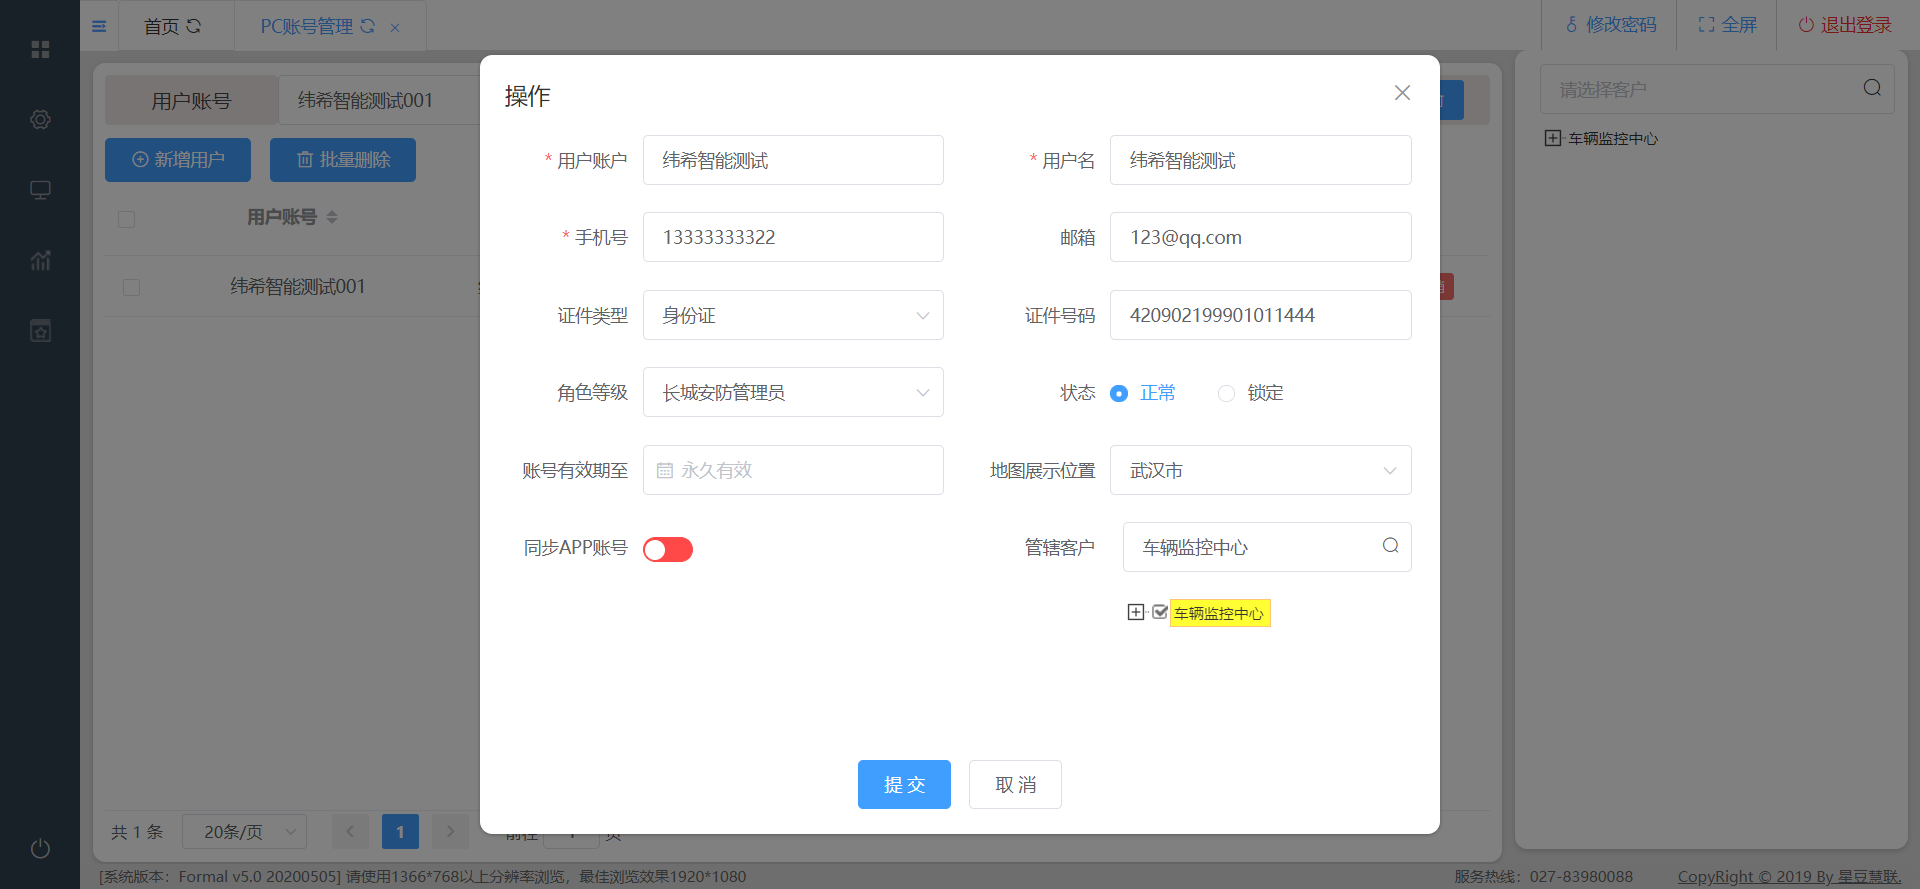 首页
PC账号管理
修改密码
全屏
退出登录
用户账号
纬希智能测试001
请选择客户
车辆监控中心
新增用户
批量删除
用户账号
纬希智能测试001
操作
* 用户账户
纬希智能测试
* 用户名
纬希智能测试
* 手机号
13333333322
邮箱
123@qq.com
证件类型
身份证
证件号码
420902199901011444
角色等级
长城安防管理员
状态
正常
锁定
账号有效期至
永久有效
地图展示位置
武汉市
同步APP账号
管辖客户
车辆监控中心
车辆监控中心
提交
取消
共 1 条
20条/页
1
前往
1
页
[系统版本：Formal v5.0 20200505] 请使用1366*768以上分辨率浏览，最佳浏览效果1920*1080
服务热线：027-83980088
CopyRight © 2019 By 星豆慧联.